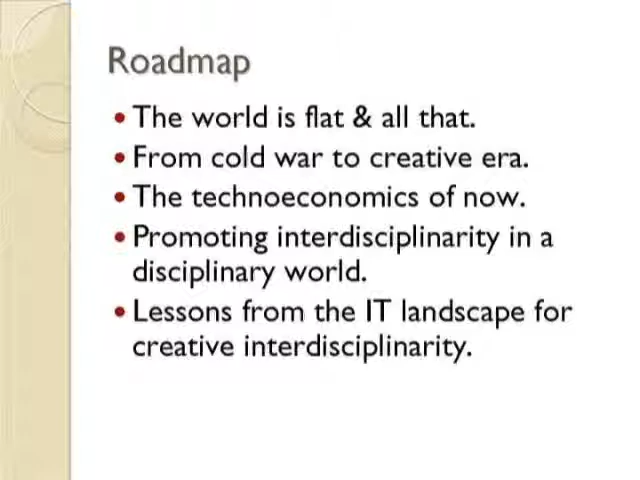 Roadmap
• The world is flat & all that.
• From cold war to creative era.
• The technoeconomics of now.
• Promoting interdisciplinarity in a
disciplinary world.
• Lessons from the IT landscape for
creative interdisciplinarity.